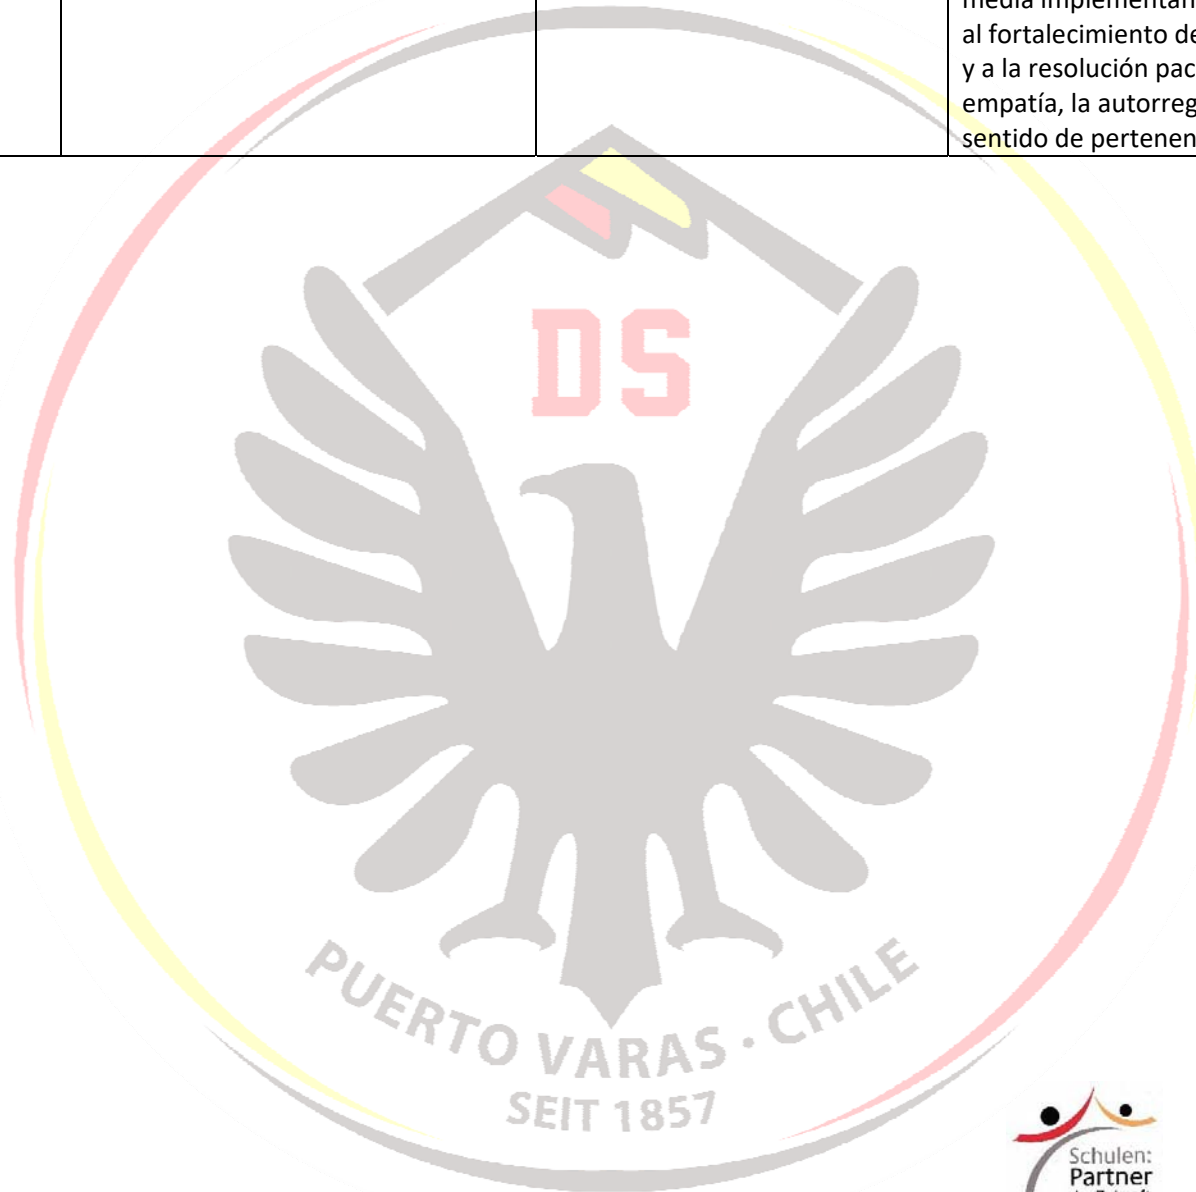 al fortalecimiento de
y a la resolución pac
empatía, la autorreg
sentido de pertenen
DS
PUERTO VARAS · CHILE
SEIT 1857
Schulen:
Partner